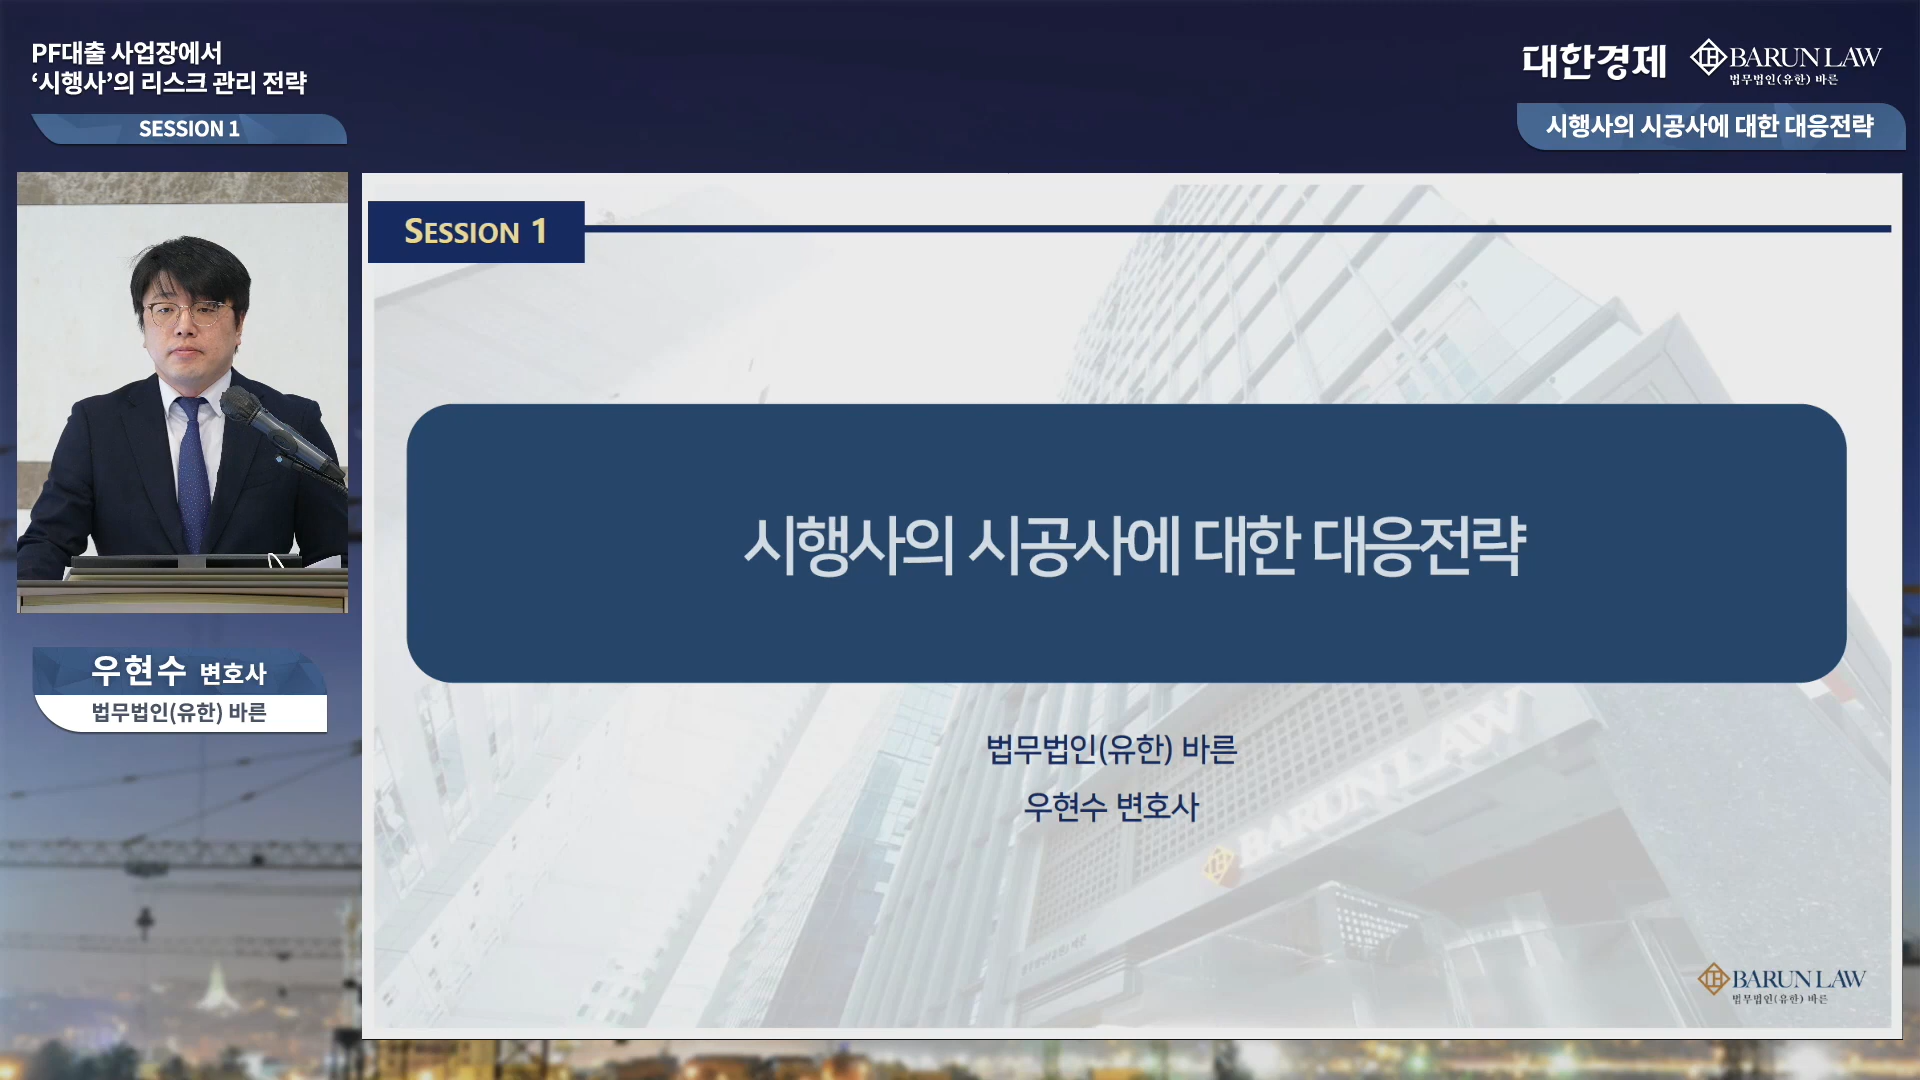 PF대출 사업장에서
‘시행사’의 리스크 관리 전략
SESSION 1
대한경제
BARUN LAW
법무법인(유한) 바른
시행사의 시공사에 대한 대응전략
SESSION 1
시행사의 시공사에 대한 대응전략
법무법인(유한) 바른
우현수 변호사
우현수 변호사
법무법인(유한) 바른
BARUN LAW
BARUN LAW
법무법인(유한) 바른